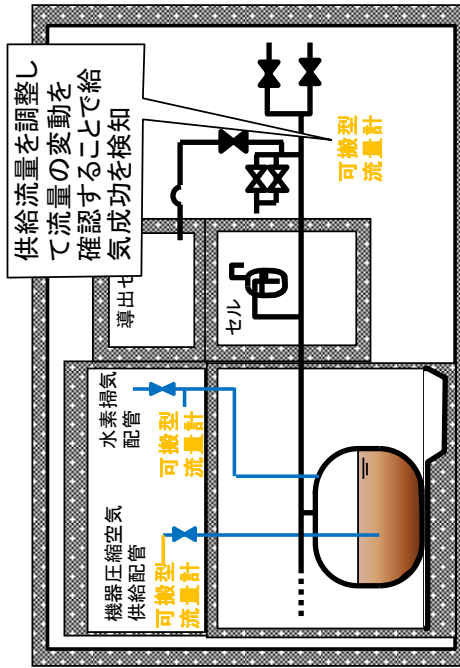 供給流量を調整し
て流量の変動を
確認することで給
気成功を検知
可搬型
流量計
導出セ
セル
水素掃気
配管
可搬型
流量計
機器圧縮空気
供給配管
可搬型
流量計